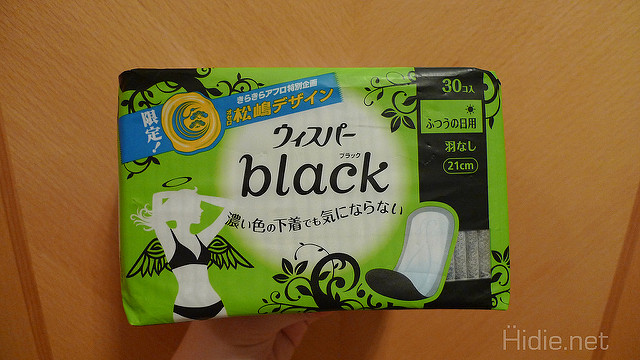 限定!
きらきらアフロ特別企画
松嶋デザイン
ウィスパー
ブラック
black
濃い色の下着でも気にならない
30コ入
ふつうの日用
羽なし
21cm
Hidie.net